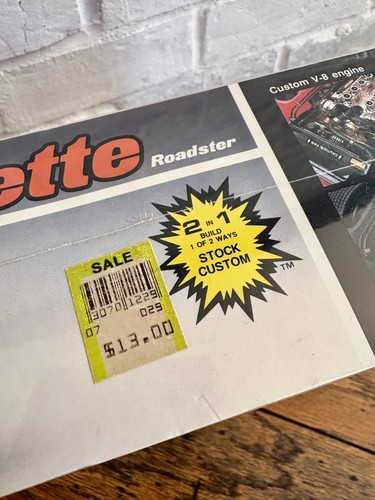 Custom V-8 engine
ette Roadster
2 IN 1
BUILD
1 OF 2 WAYS
STOCK
CUSTOM
TM
SALE
3070 1229
07 029
$13.00